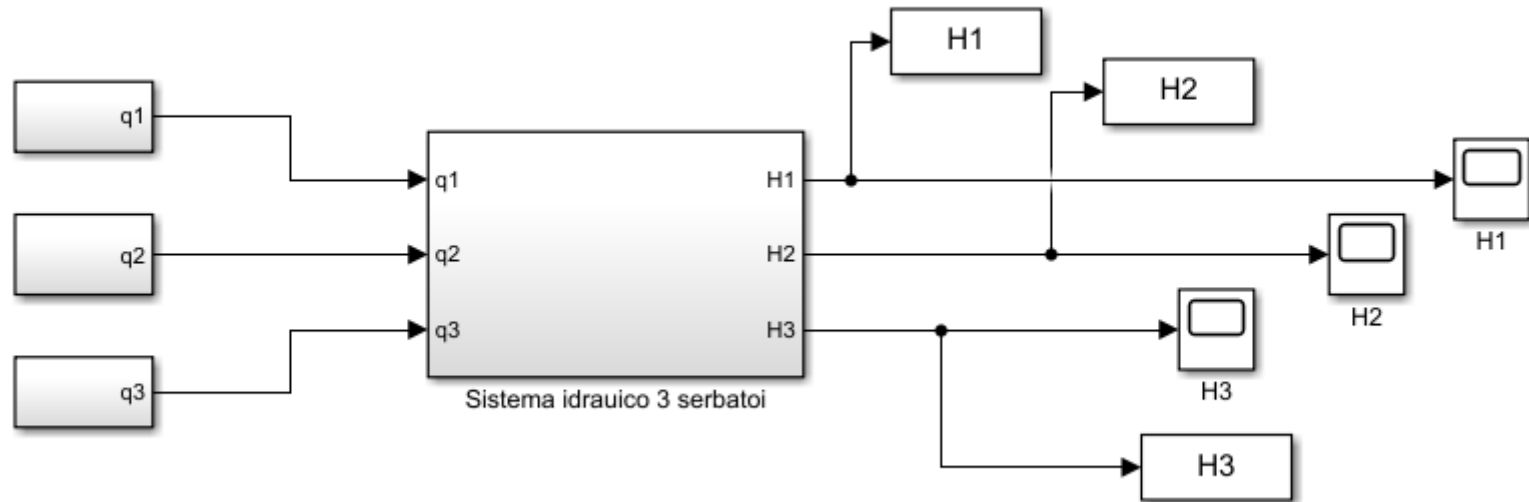 H1
H2
q1
q1
H1
q2
q2
H2
H1
q3
q3
H3
H2
Sistema idrauico 3 serbatoi
H3
H3